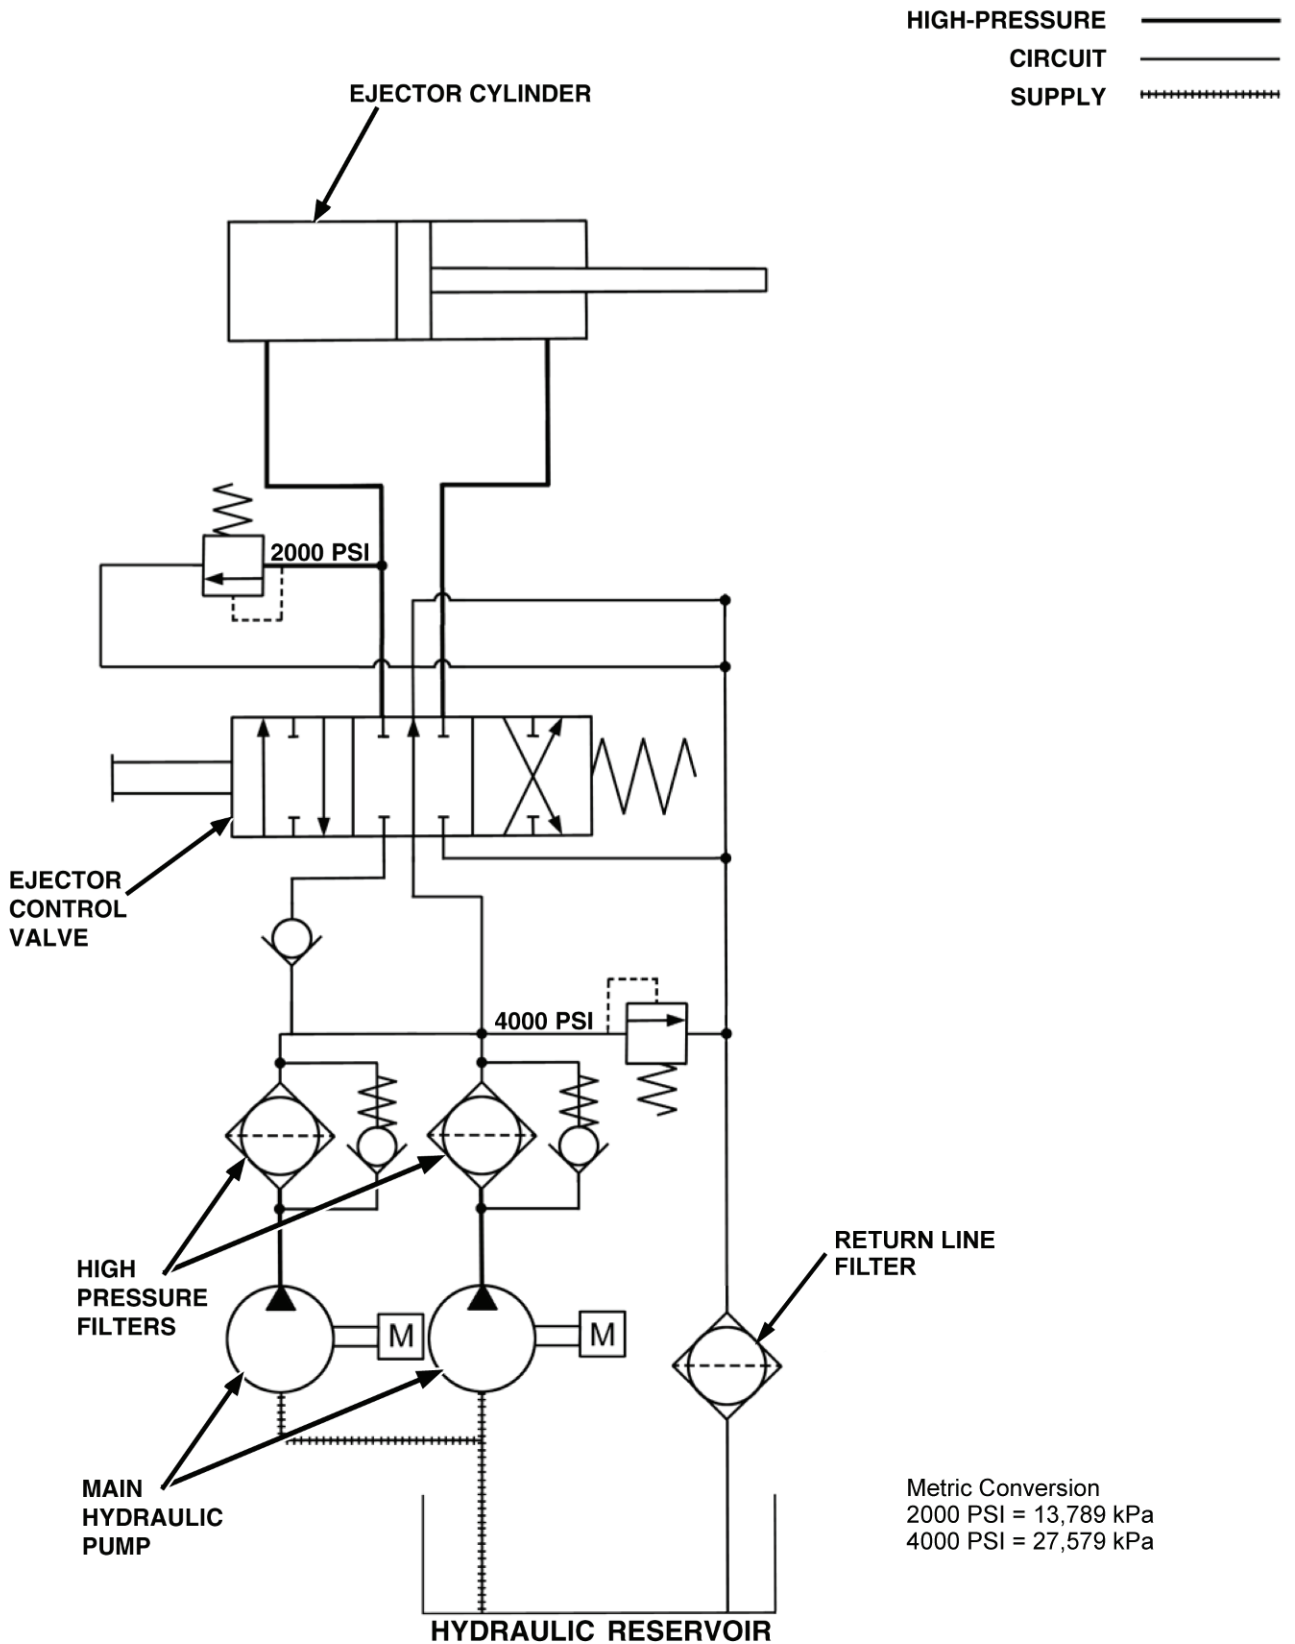 HIGH-PRESSURE
CIRCUIT
SUPPLY
EJECTOR CYLINDER
2000 PSI
EJECTOR
CONTROL
VALVE
4000 PSI
HIGH
PRESSURE
FILTERS
M
M
RETURN LINE
FILTER
MAIN
HYDRAULIC
PUMP
Metric Conversion
2000 PSI = 13,789 kPa
4000 PSI = 27,579 kPa
HYDRAULIC RESERVOIR